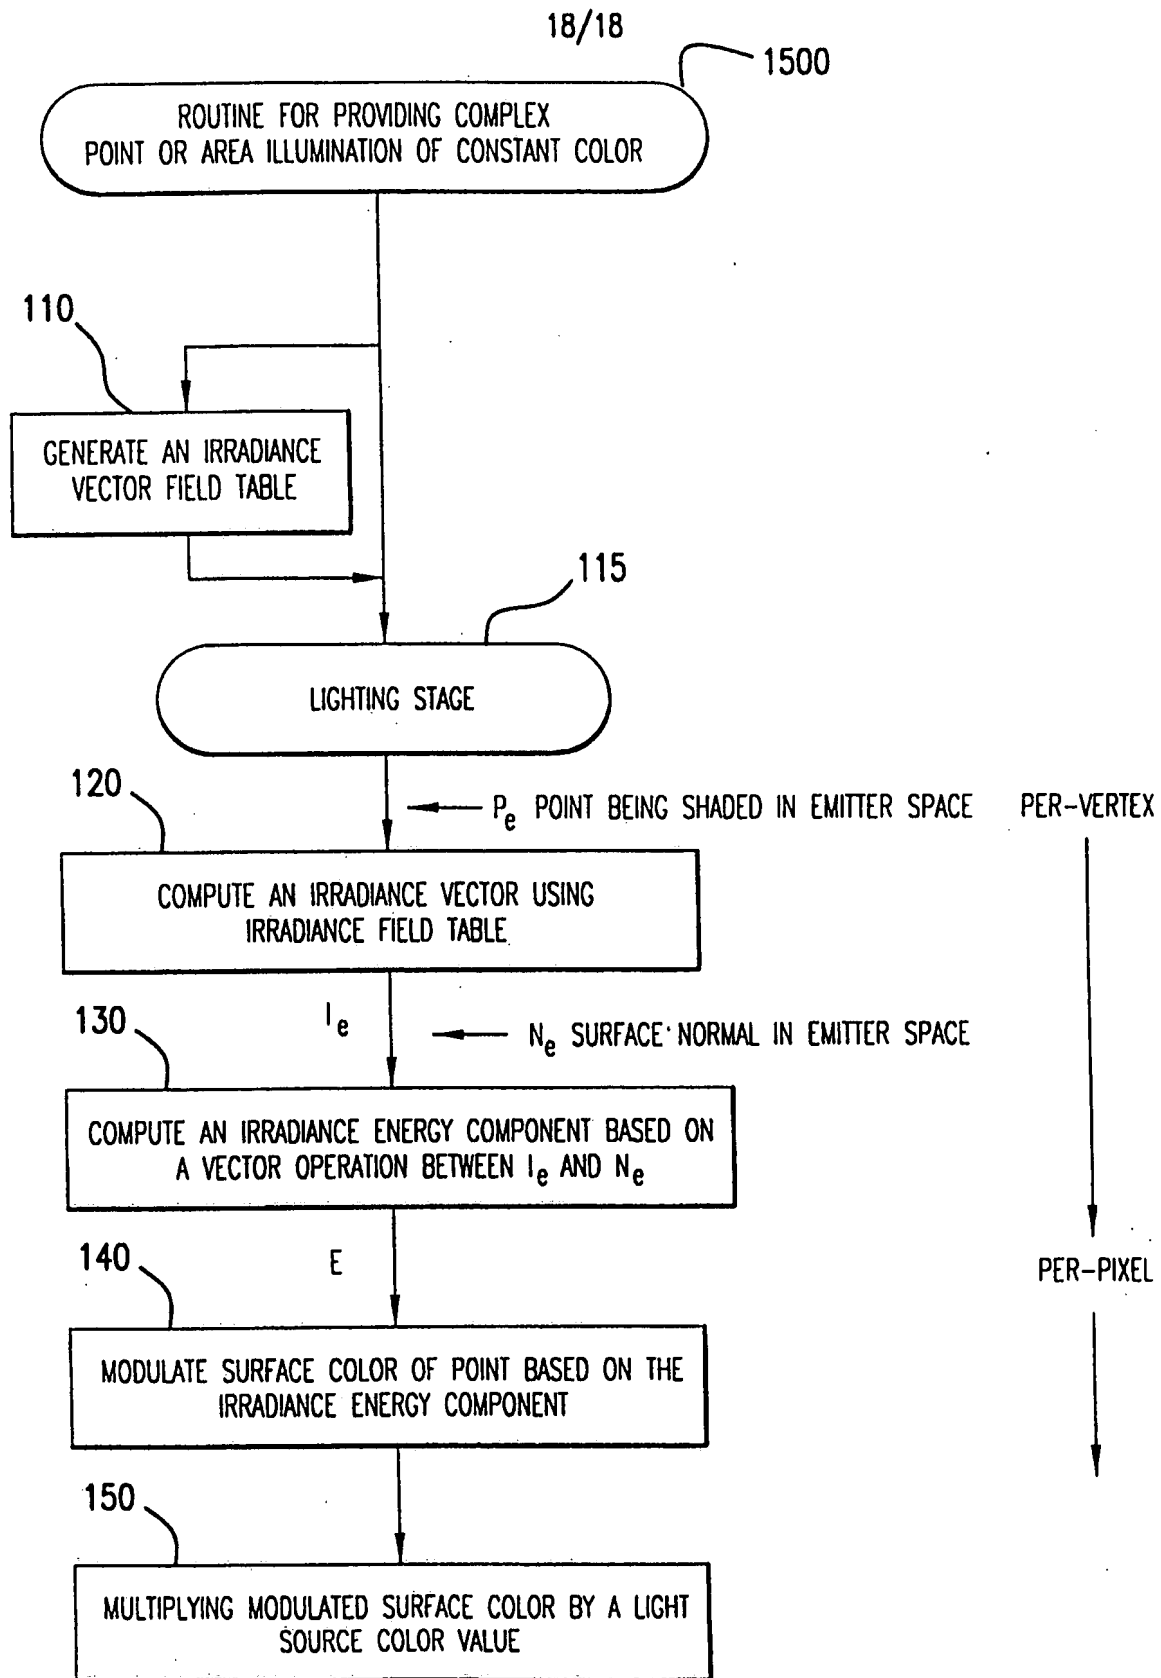 18/18
1500
ROUTINE FOR PROVIDING COMPLEX
POINT OR AREA ILLUMINATION OF CONSTANT COLOR
110
GENERATE AN IRRADIANCE
VECTOR FIELD TABLE
115
LIGHTING STAGE
120
Pe POINT BEING SHADED IN EMITTER SPACE
PER-VERTEX
COMPUTE AN IRRADIANCE VECTOR USING
IRRADIANCE FIELD TABLE
130
Ie
Ne SURFACE NORMAL IN EMITTER SPACE
COMPUTE AN IRRADIANCE ENERGY COMPONENT BASED ON
A VECTOR OPERATION BETWEEN Ie AND Ne
140
E
PER-PIXEL
MODULATE SURFACE COLOR OF POINT BASED ON THE
IRRADIANCE ENERGY COMPONENT
150
MULTIPLYING MODULATED SURFACE COLOR BY A LIGHT
SOURCE COLOR VALUE